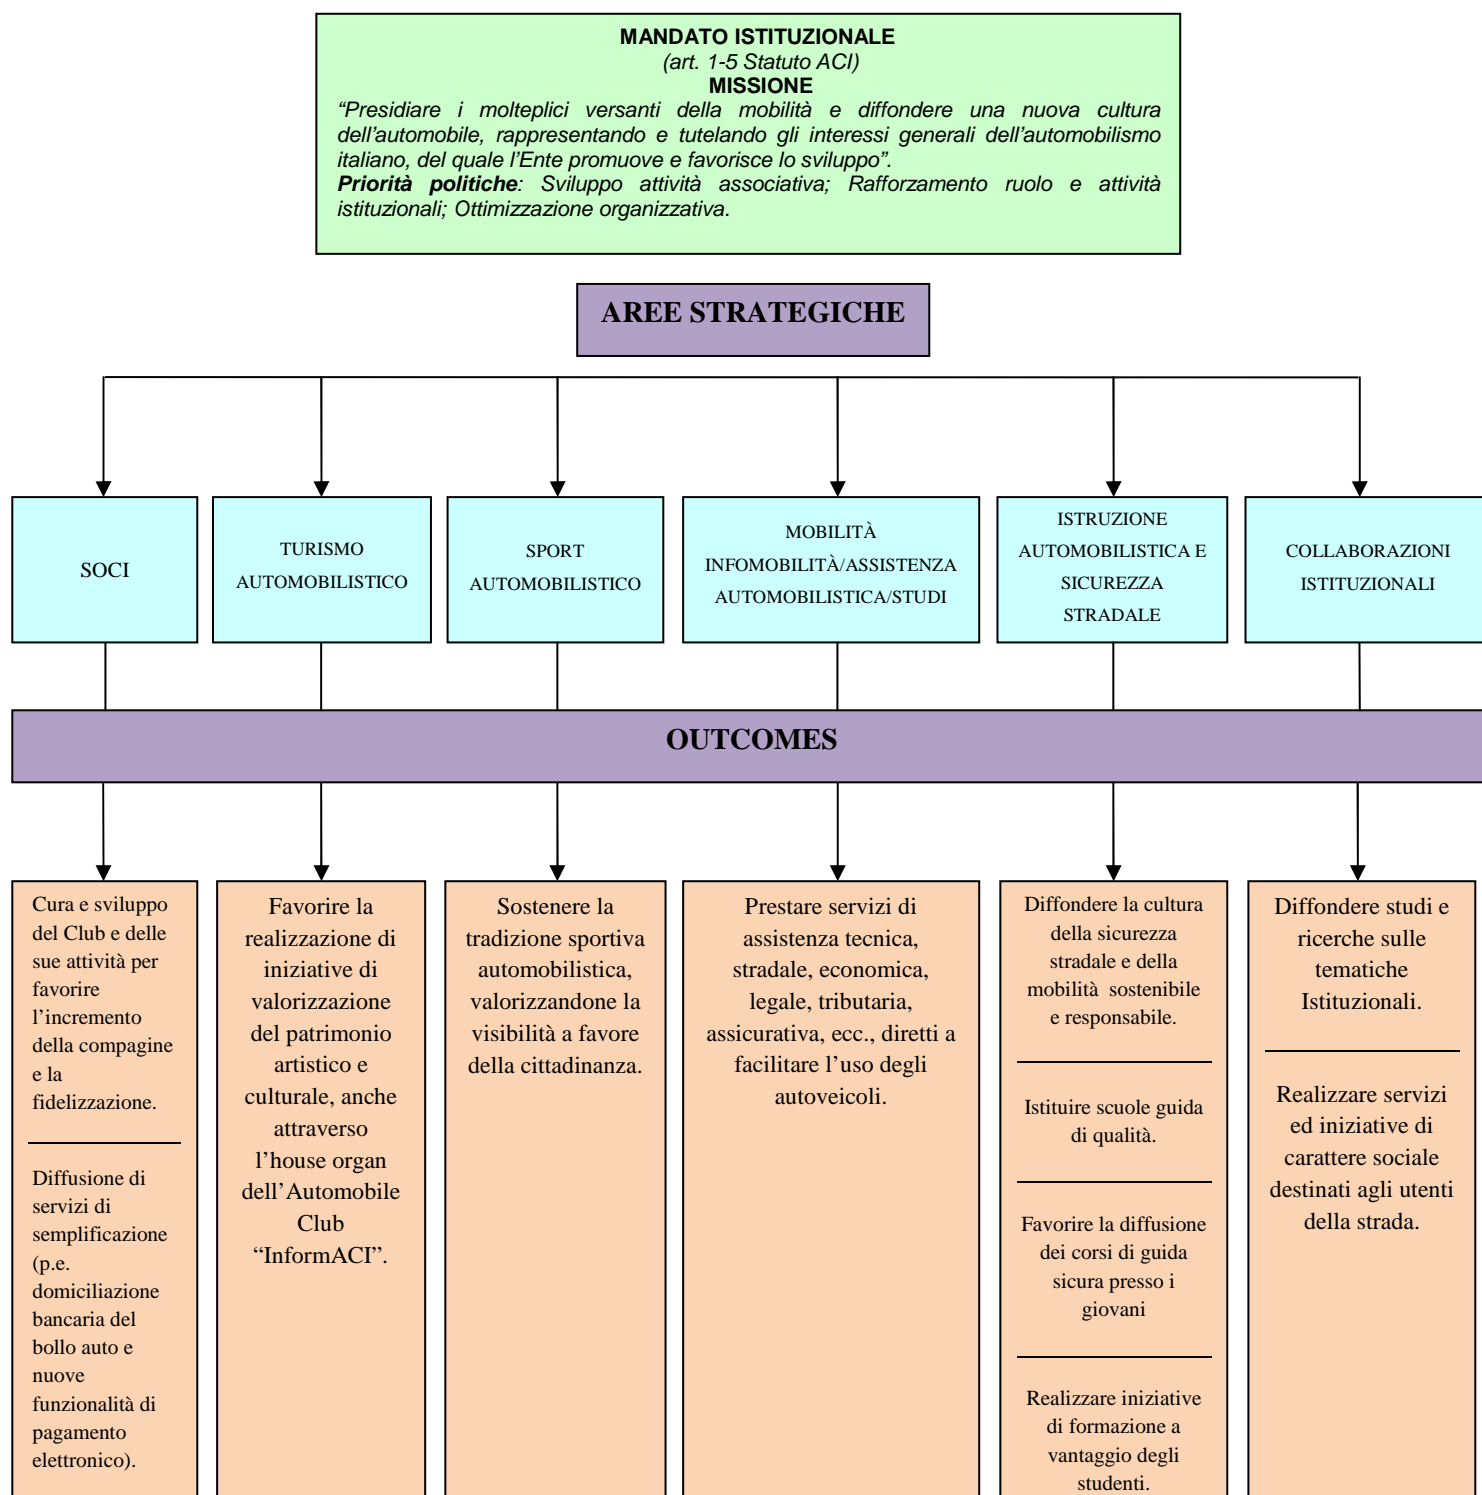 MANDATO ISTITUZIONALE
(art. 1-5 Statuto ACI)
MISSIONE
“Presidiare i molteplici versanti della mobilità e diffondere una nuova cultura
dell’automobile, rappresentando e tutelando gli interessi generali dell’automobilismo
italiano, del quale l’Ente promuove e favorisce lo sviluppo”.
Priorità politiche: Sviluppo attività associativa; Rafforzamento ruolo e attività
istituzionali; Ottimizzazione organizzativa.
AREE STRATEGICHE
SOCI
TURISMO
AUTOMOBILISTICO
SPORT
AUTOMOBILISTICO
MOBILITÀ
INFOMOBILITÀ/ASSISTENZA
AUTOMOBILISTICA/STUDI
ISTRUZIONE
AUTOMOBILISTICA E
SICUREZZA
STRADALE
COLLABORAZIONI
ISTITUZIONALI
OUTCOMES
Cura e sviluppo
del Club e delle
sue attività per
favorire
l’incremento
della compagine
e la
fidelizzazione.
Diffusione di
servizi di
semplificazione
(p.e.
domiciliazione
bancaria del
bollo auto e
nuove
funzionalità di
pagamento
elettronico).
Favorire la
realizzazione di
iniziative di
valorizzazione
del patrimonio
artistico e
culturale, anche
attraverso
l’house organ
dell’Automobile
Club
“InformACI”.
Sostenere la
tradizione sportiva
automobilistica,
valorizzandone la
visibilità a favore
della cittadinanza.
Prestare servizi di
assistenza tecnica,
stradale, economica,
legale, tributaria,
assicurativa, ecc., diretti a
facilitare l’uso degli
autoveicoli.
Diffondere la cultura
della sicurezza
stradale e della
mobilità sostenibile
e responsabile.
Istituire scuole guida
di qualità.
Favorire la diffusione
dei corsi di guida
sicura presso i
giovani
Realizzare iniziative
di formazione a
vantaggio degli
studenti.
Diffondere studi e
ricerche sulle
tematiche
Istituzionali.
Realizzare servizi
ed iniziative di
carattere sociale
destinati agli utenti
della strada.